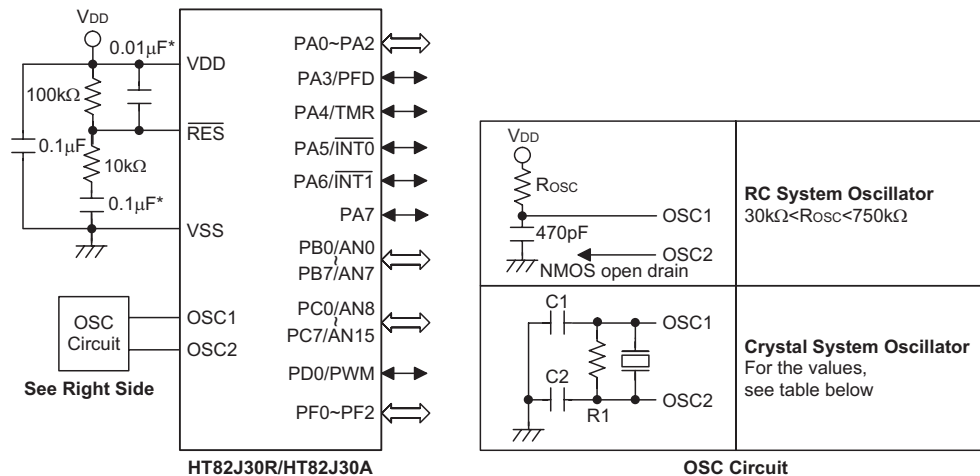 VDD
0.01μF*
100kΩ
0.1μF
10kΩ
0.1μF*
VDD
RES
VSS
OSC1
OSC2
OSC
Circuit
See Right Side
PA0~PA2
PA3/PFD
PA4/TMR
PA5/INT0
PA6/INT1
PA7
PB0/AN0
~
PB7/AN7
PC0/AN8
~
PC7/AN15
PD0/PWM
PF0~PF2
HT82J30R/HT82J30A
VDD
ROSC
OSC1
470pF
OSC2
NMOS open drain
RC System Oscillator
30kΩ<ROSC<750kΩ
C1
OSC1
C2
OSC2
R1
Crystal System Oscillator
For the values,
see table below
OSC Circuit